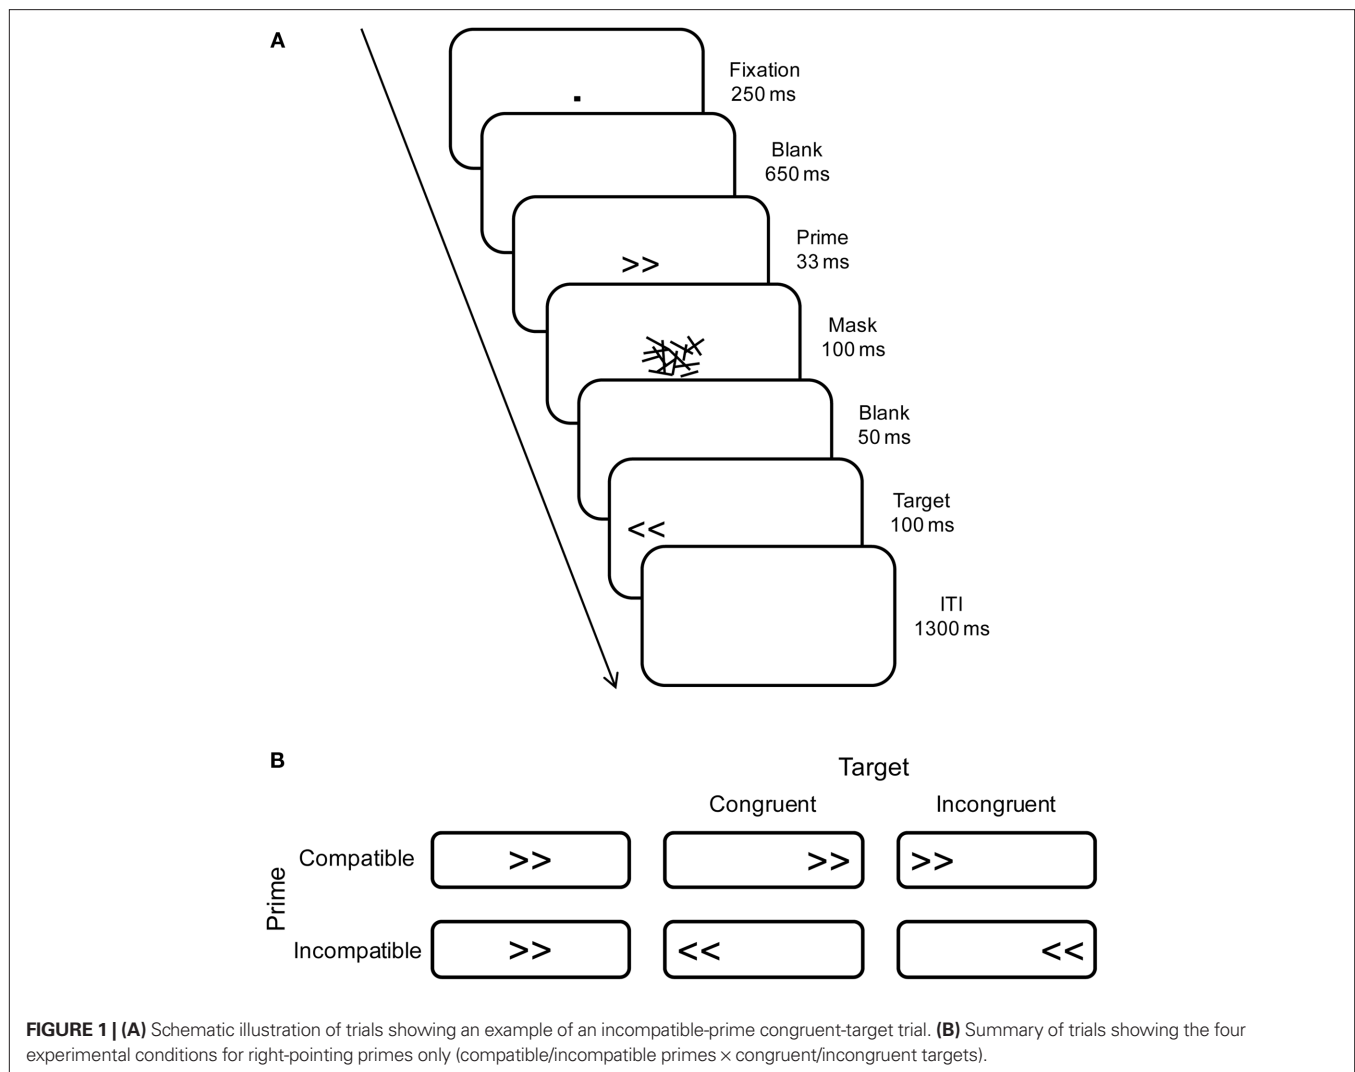 A
Fixation
250 ms
Blank
650 ms
Prime
33 ms
>>
Mask
100 ms
Blank
50 ms
Target
100 ms
<<
ITI
1300 ms
B
Target
Congruent Incongruent
Prime
Compatible >> >> >>
Incompatible >> << <<
FIGURE 1 | (A) Schematic illustration of trials showing an example of an incompatible-prime congruent-target trial. (B) Summary of trials showing the four
experimental conditions for right-pointing primes only (compatible/incompatible primes × congruent/incongruent targets).